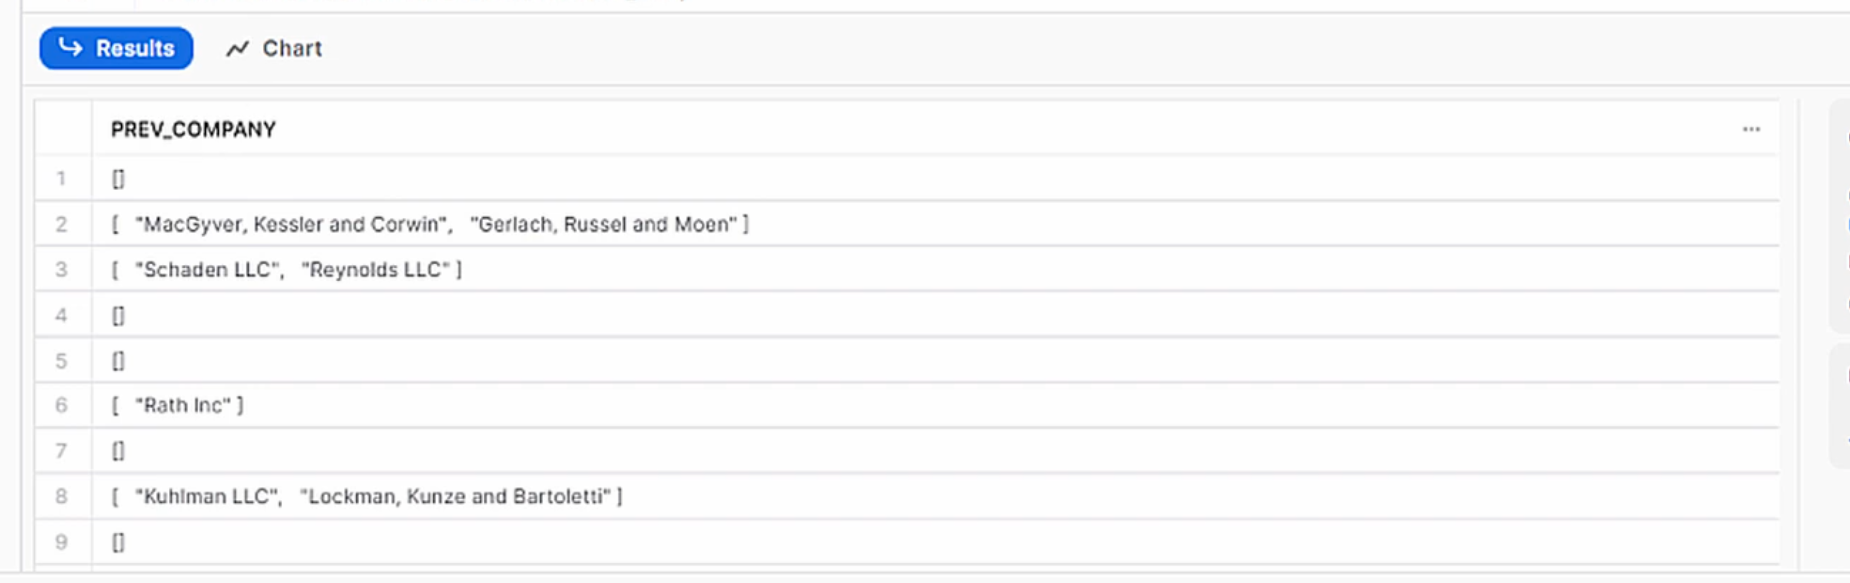 Results Chart
PREV_COMPANY ...
1 []
2 [ "MacGyver, Kessler and Corwin", "Gerlach, Russel and Moen" ]
3 [ "Schaden LLC", "Reynolds LLC" ]
4 []
5 []
6 [ "Rath Inc" ]
7 []
8 [ "Kuhlman LLC", "Lockman, Kunze and Bartoletti" ]
9 []